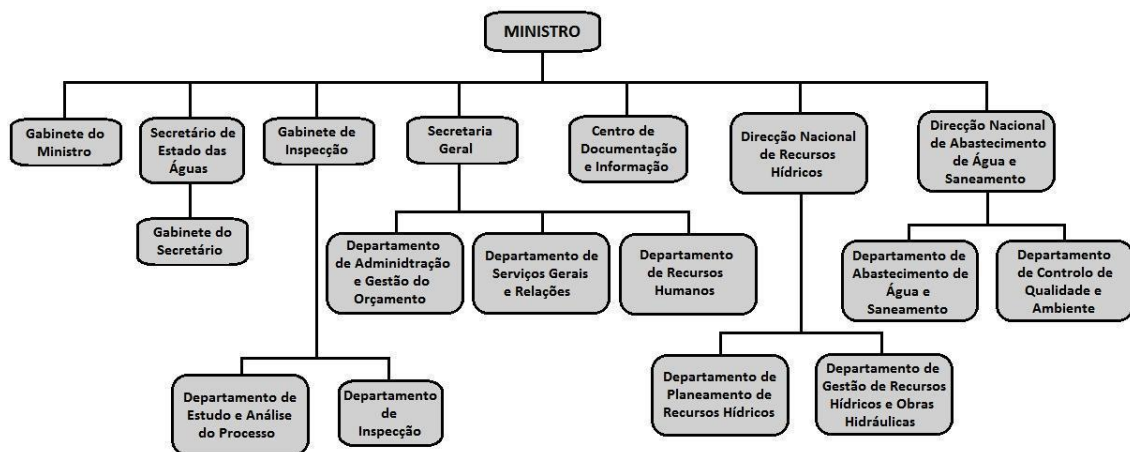 MINISTRO
Gabinete do
Ministro
Secretário de
Estado das
Águas
Gabinete de
Inspecção
Secretaria
Geral
Centro de
Documentação
e Informação
Direcção Nacional
de Recursos
Hídricos
Direcção Nacional
de Abastecimento
de Água e
Saneamento
Gabinete do
Secretário
Departamento
de Adminidtração
e Gestão do
Orçamento
Departamento de
Serviços Gerais
e Relações
Departamento
de Recursos
Humanos
Departamento de
Abastecimento de
Água e
Saneamento
Departamento
de Controlo de
Qualidade e
Ambiente
Departamento de
Estudo e Análise
do Processo
Departamento
de
Inspecção
Departamento de
Planeamento de
Recursos Hídricos
Departamento de
Gestão de Recursos
Hídricos e Obras
Hidráulicas